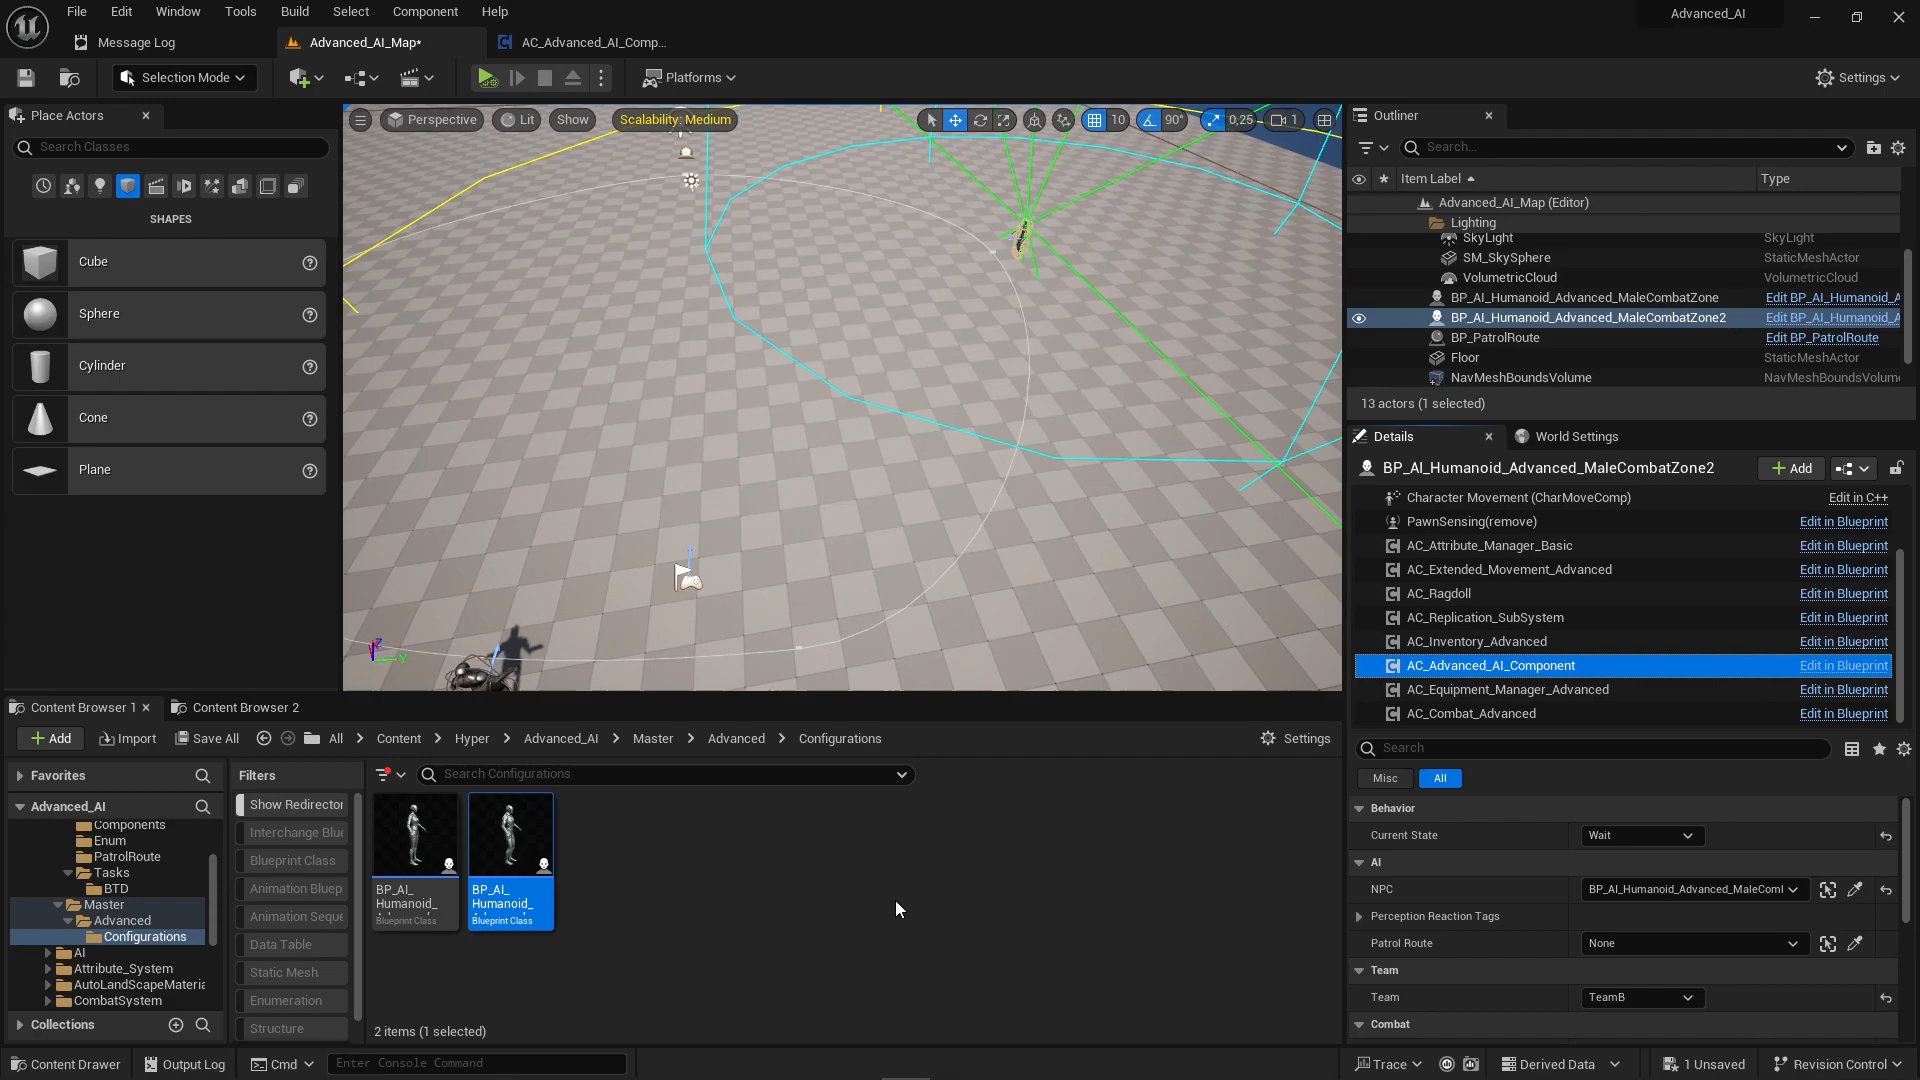 File Edit Window Tools Build Select Component Help
Advanced_AI
Message Log
Advanced_AI_Map*
AC_Advanced_AI_Comp...
Selection Mode
Platforms
Settings
Place Actors
Search Classes
SHAPES
Cube
Sphere
Cylinder
Cone
Plane
Perspective
Lit
Show
Scalability: Medium
10
90°
0,25
1
Z
Y
Outliner
Search...
Item Label
Type
Advanced_AI_Map (Editor)
Lighting
SkyLight
SkyLight
SM_SkySphere
StaticMeshActor
VolumetricCloud
VolumetricCloud
BP_AI_Humanoid_Advanced_MaleCombatZone
Edit BP_AI_Humanoid_A
BP_AI_Humanoid_Advanced_MaleCombatZone2
Edit BP_AI_Humanoid_A
BP_PatrolRoute
Edit BP_PatrolRoute
Floor
StaticMeshActor
NavMeshBoundsVolume
NavMeshBoundsVolume
13 actors (1 selected)
Details
World Settings
BP_AI_Humanoid_Advanced_MaleCombatZone2
Add
Character Movement (CharMoveComp)
Edit in C++
PawnSensing(remove)
Edit in Blueprint
AC_Attribute_Manager_Basic
Edit in Blueprint
AC_Extended_Movement_Advanced
Edit in Blueprint
AC_Ragdoll
Edit in Blueprint
AC_Replication_SubSystem
Edit in Blueprint
AC_Inventory_Advanced
Edit in Blueprint
AC_Advanced_AI_Component
Edit in Blueprint
AC_Equipment_Manager_Advanced
Edit in Blueprint
AC_Combat_Advanced
Edit in Blueprint
Search
Misc
All
Behavior
Current State
Wait
AI
NPC
BP_AI_Humanoid_Advanced_MaleComl
Perception Reaction Tags
Patrol Route
None
Team
Team
TeamB
Combat
Content Browser 1
Content Browser 2
Add
Import
Save All
All > Content > Hyper > Advanced_AI > Master > Advanced > Configurations
Settings
Favorites
Advanced_AI
Components
Enum
PatrolRoute
Tasks
BTD
Master
Advanced
Configurations
AI
Attribute_System
AutoLandScapeMateria
CombatSystem
Collections
Filters
Show Redirector
Interchange Blue
Blueprint Class
Animation Bluep
Animation Seque
Data Table
Static Mesh
Enumeration
Structure
Search Configurations
BP_AI_
Humanoid_
Blueprint Class
BP_AI_
Humanoid_
Blueprint Class
2 items (1 selected)
Content Drawer
Output Log
Cmd
Enter Console Command
Trace
Derived Data
1 Unsaved
Revision Control